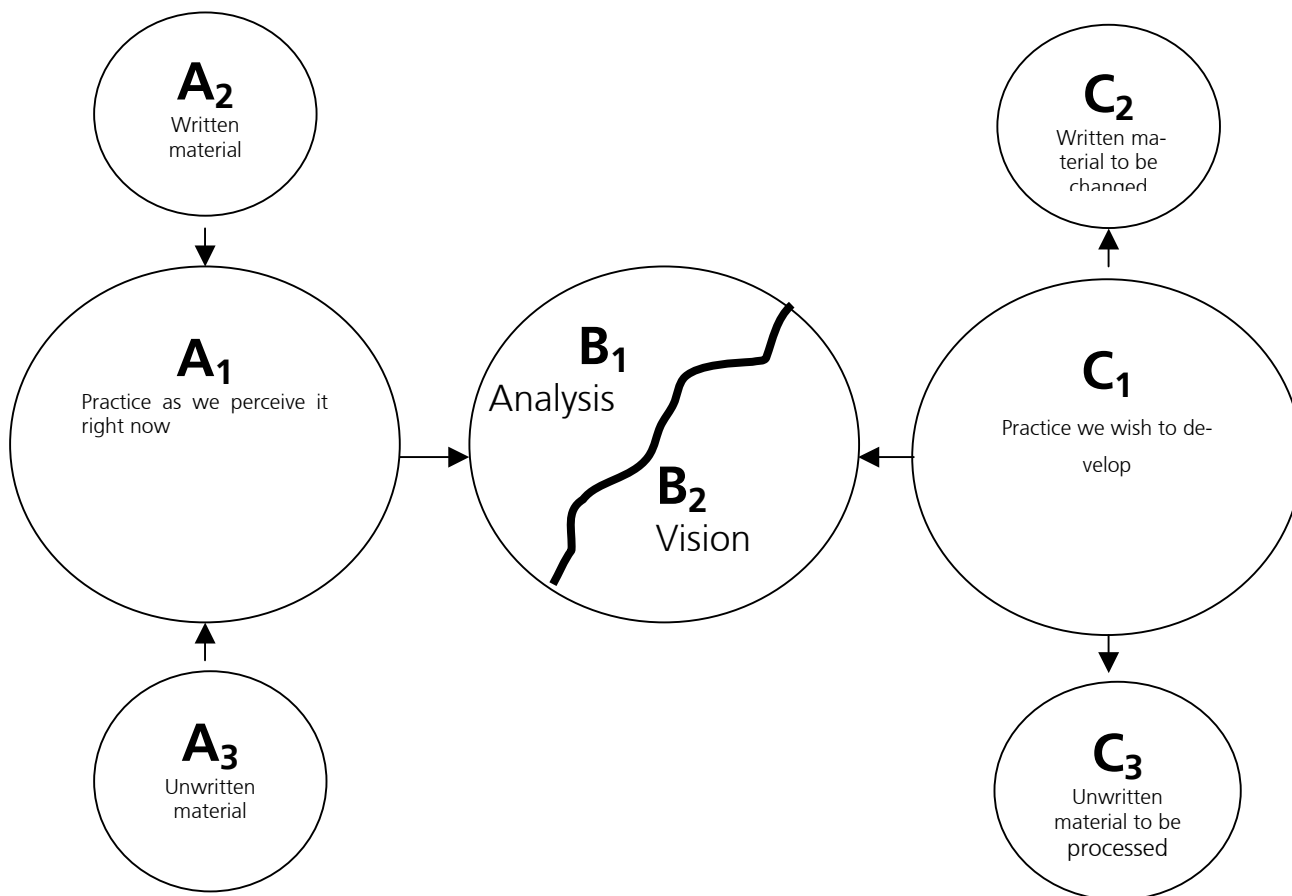 A₂
Written
material
A₁
Practice as we perceive it
right now
A₃
Unwritten
material
B₁
Analysis
B₂
Vision
C₂
Written ma-
terial to be
changed
C₁
Practice we wish to de-
velop
C₃
Unwritten
material to be
processed